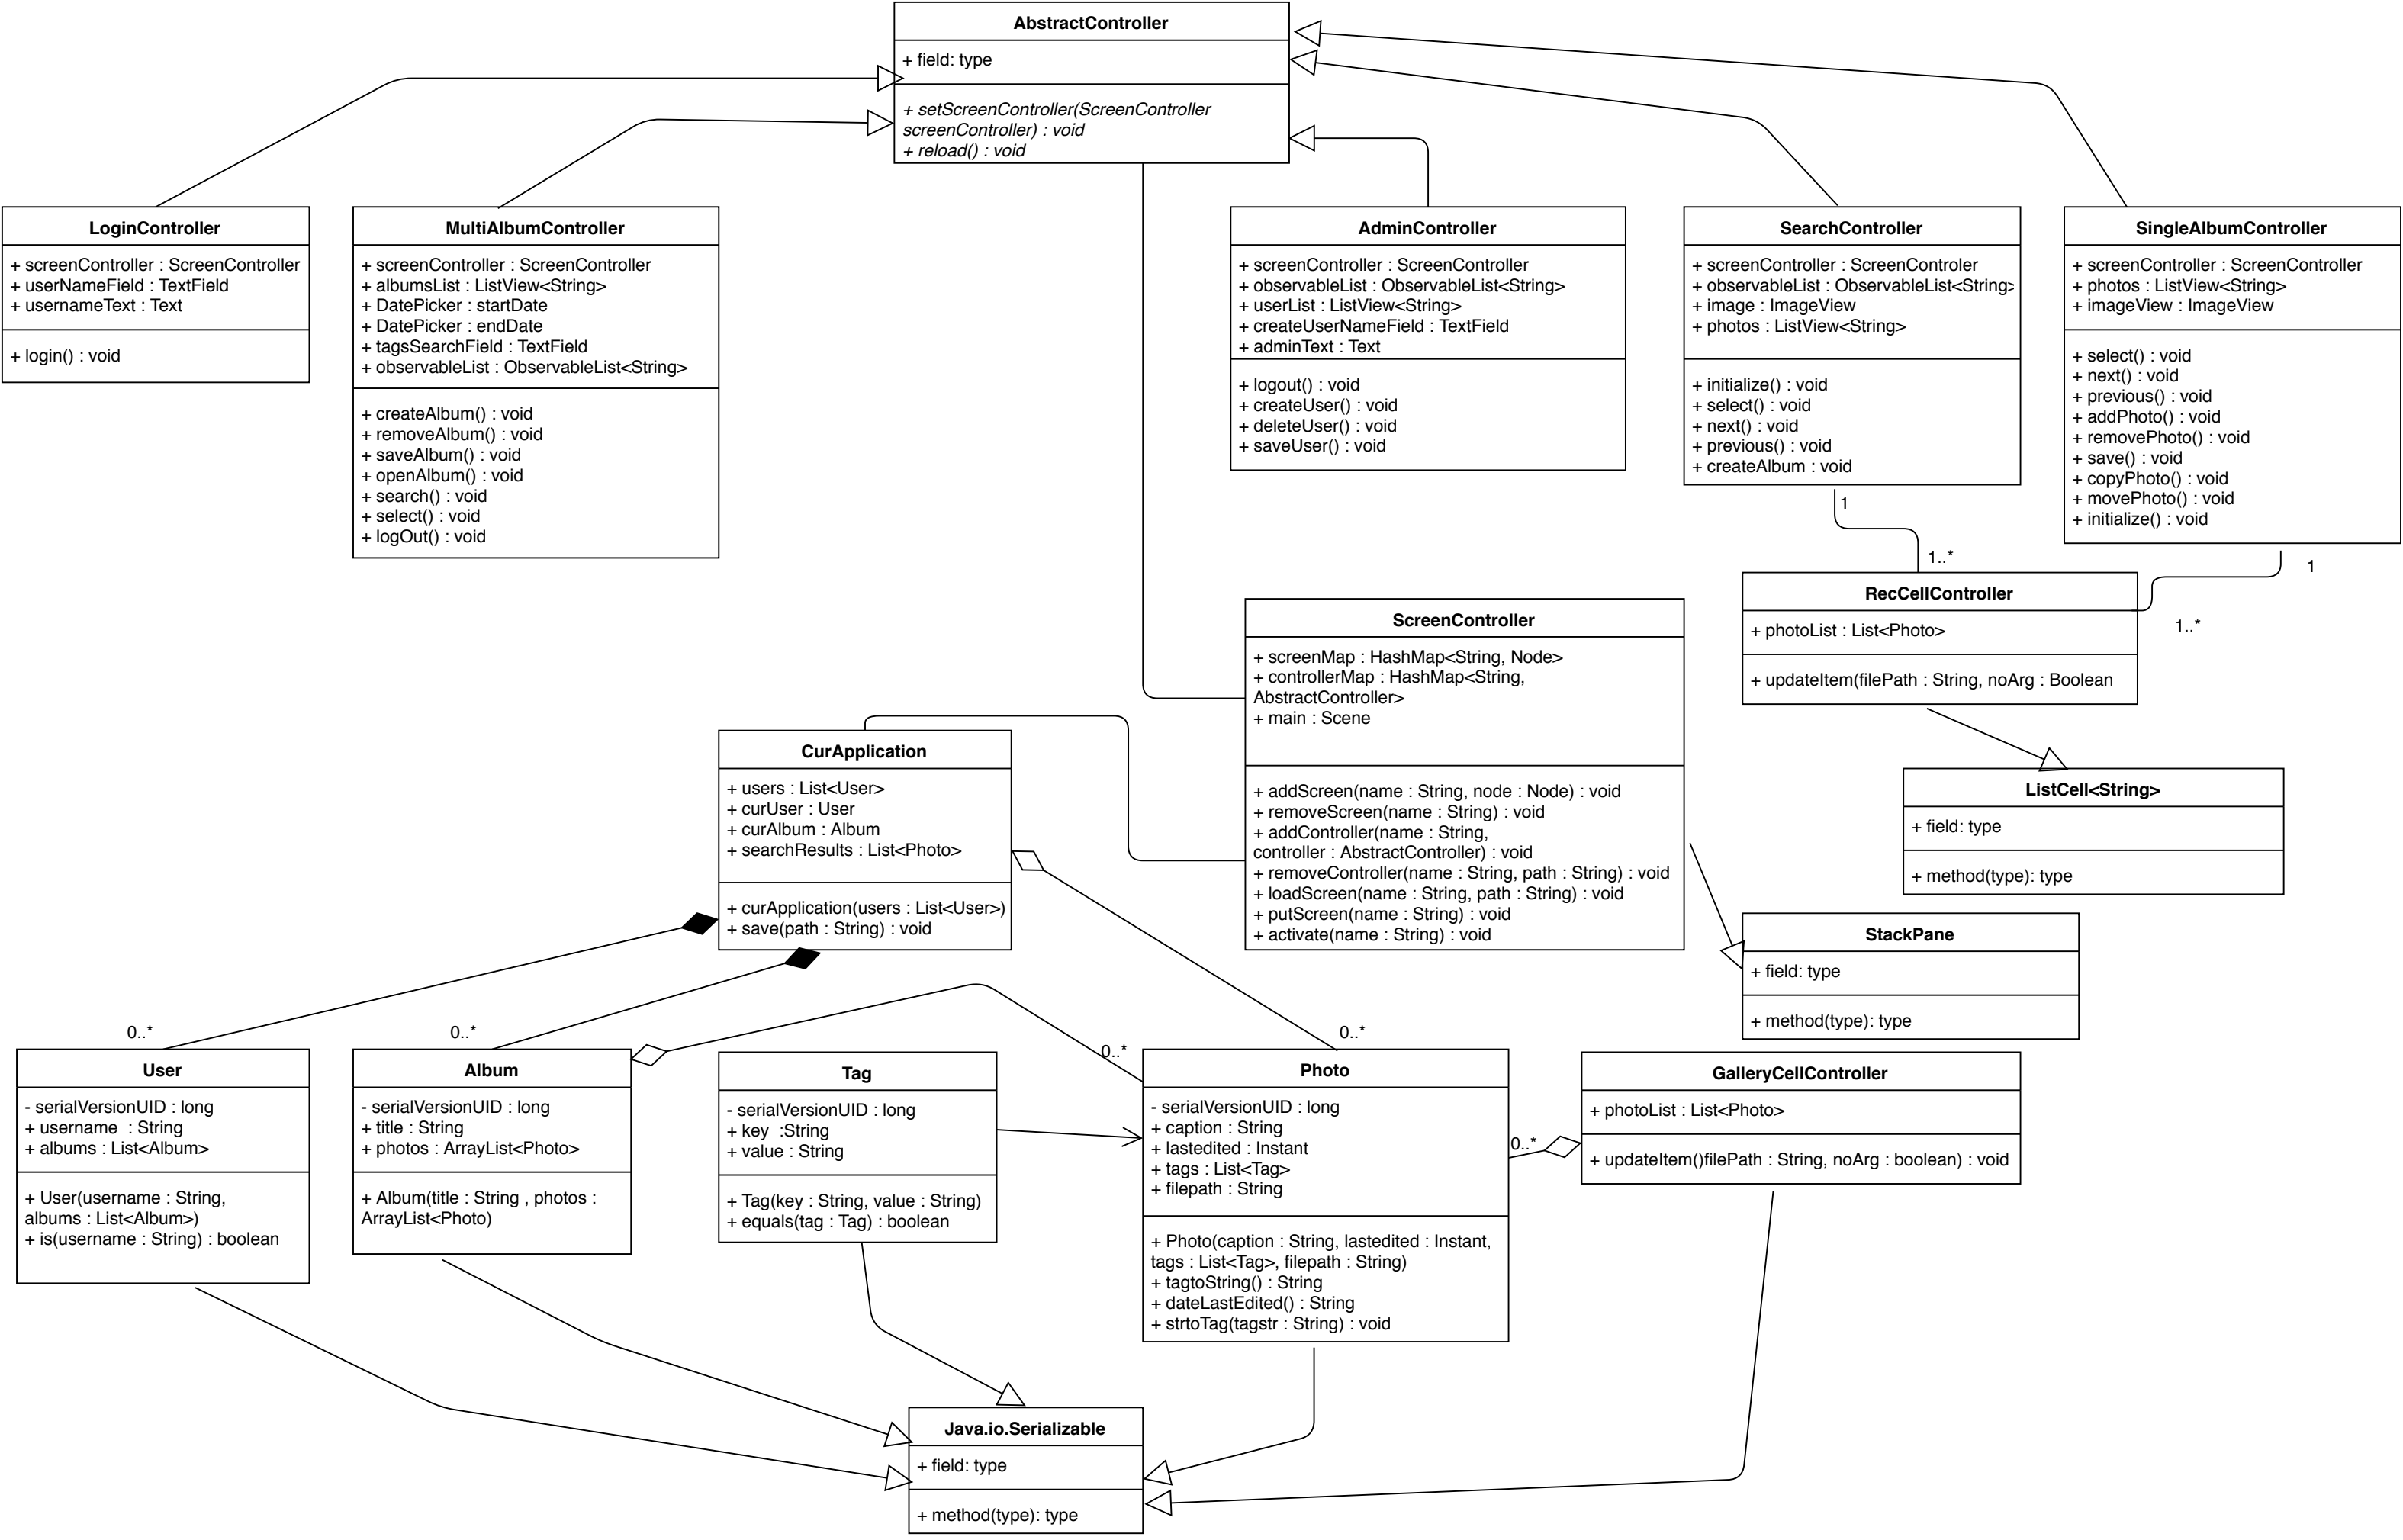 AbstractController
+ field: type
+ setScreenController(ScreenController
screenController) : void
+ reload() : void
LoginController
+ screenController : ScreenController
+ userNameField : TextField
+ usernameText : Text
+ login() : void
MultiAlbumController
+ screenController : ScreenController
+ albumsList : ListView<String>
+ DatePicker : startDate
+ DatePicker : endDate
+ tagsSearchField : TextField
+ observableList : ObservableList<String>
+ createAlbum() : void
+ removeAlbum() : void
+ saveAlbum() : void
+ openAlbum() : void
+ search() : void
+ select() : void
+ logOut() : void
AdminController
+ screenController : ScreenController
+ observableList : ObservableList<String>
+ userList : ListView<String>
+ createUserNameField : TextField
+ adminText : Text
+ logout() : void
+ createUser() : void
+ deleteUser() : void
+ saveUser() : void
SearchController
+ screenController : ScreenControler
+ observableList : ObservableList<String>
+ image : ImageView
+ photos : ListView<String>
+ initialize() : void
+ select() : void
+ next() : void
+ previous() : void
+ createAlbum : void
SingleAlbumController
+ screenController : ScreenController
+ photos : ListView<String>
+ imageView : ImageView
+ select() : void
+ next() : void
+ previous() : void
+ addPhoto() : void
+ removePhoto() : void
+ save() : void
+ copyPhoto() : void
+ movePhoto() : void
+ initialize() : void
1
1..*
1
1..*
RecCellController
+ photoList : List<Photo>
+ updateItem(filePath : String, noArg : Boolean
ScreenController
+ screenMap : HashMap<String, Node>
+ controllerMap : HashMap<String,
AbstractController>
+ main : Scene
+ addScreen(name : String, node : Node) : void
+ removeScreen(name : String) : void
+ addController(name : String,
controller : AbstractController) : void
+ removeController(name : String, path : String) : void
+ loadScreen(name : String, path : String) : void
+ putScreen(name : String) : void
+ activate(name : String) : void
CurApplication
+ users : List<User>
+ curUser : User
+ curAlbum : Album
+ searchResults : List<Photo>
+ curApplication(users : List<User>)
+ save(path : String) : void
ListCell<String>
+ field: type
+ method(type): type
StackPane
+ field: type
+ method(type): type
0..*
0..*
0..*
0..*
User
- serialVersionUID : long
+ username  : String
+ albums : List<Album>
+ User(username : String,
albums : List<Album>)
+ is(username : String) : boolean
Album
- serialVersionUID : long
+ title : String
+ photos : ArrayList<Photo>
+ Album(title : String , photos :
ArrayList<Photo)
Tag
- serialVersionUID : long
+ key  :String
+ value : String
+ Tag(key : String, value : String)
+ equals(tag : Tag) : boolean
Photo
- serialVersionUID : long
+ caption : String
+ lastedited : Instant
+ tags : List<Tag>
+ filepath : String
+ Photo(caption : String, lastedited : Instant,
tags : List<Tag>, filepath : String)
+ tagtoString() : String
+ dateLastEdited() : String
+ strtoTag(tagstr : String) : void
0..*
GalleryCellController
+ photoList : List<Photo>
+ updateItem()filePath : String, noArg : boolean) : void
Java.io.Serializable
+ field: type
+ method(type): type